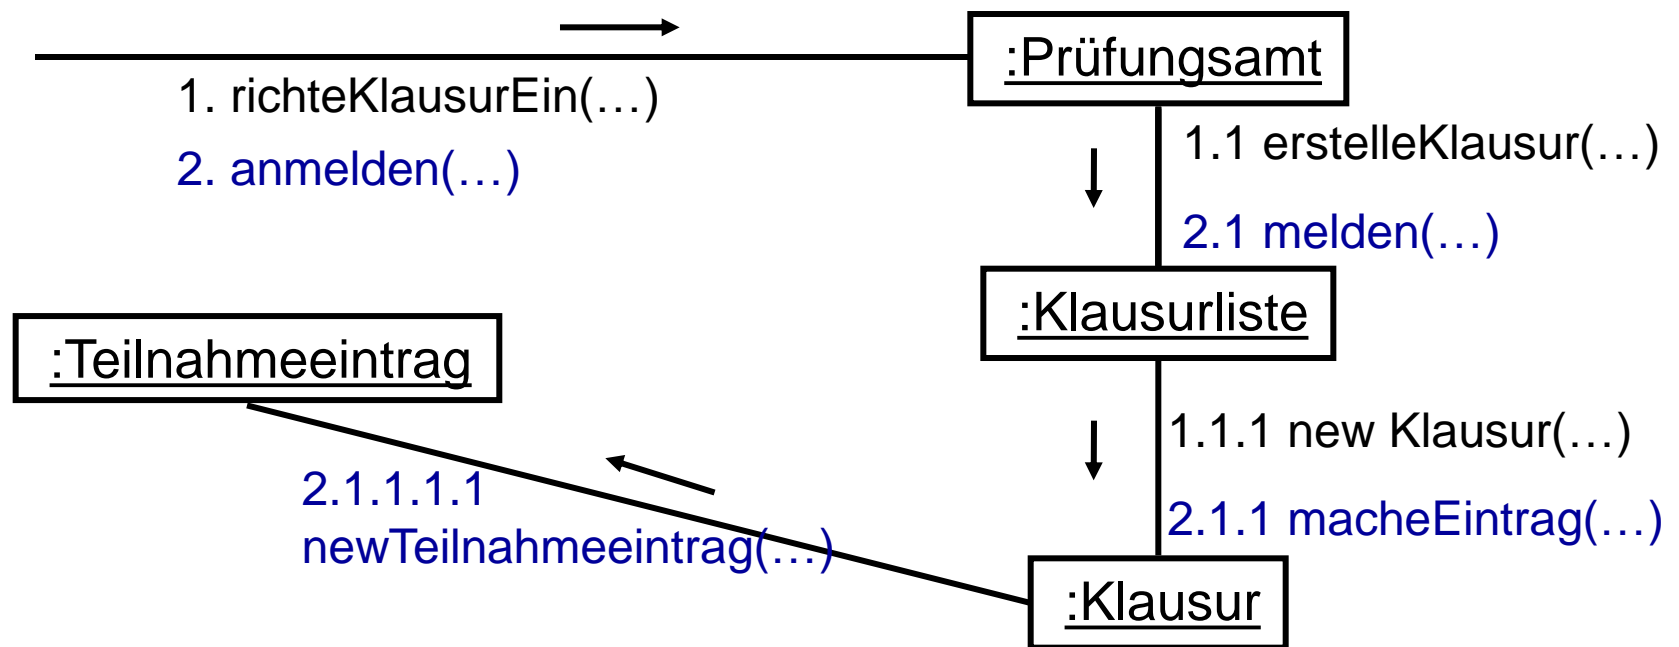 :Prüfungsamt
1. richteKlausurEin(…)
2. anmelden(…)
1.1 erstelleKlausur(…)
2.1 melden(…)
:Klausurliste
:Teilnahmeeintrag
1.1.1 new Klausur(…)
2.1.1 macheEintrag(…)
2.1.1.1.1
newTeilnahmeeintrag(…)
:Klausur